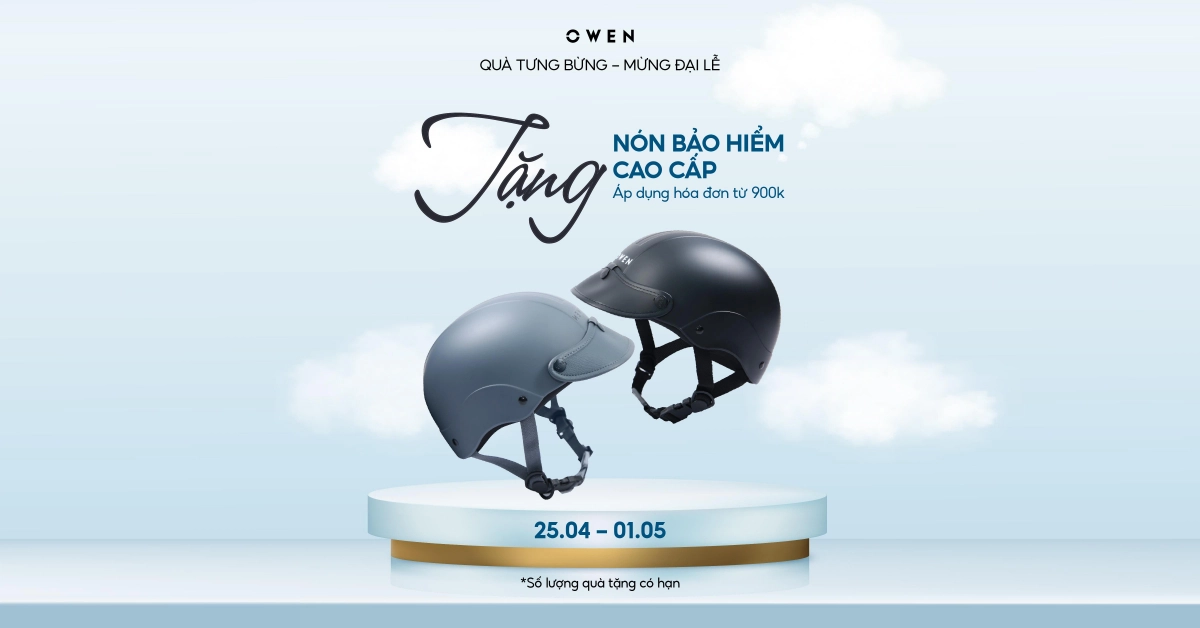 OWEN
QUÀ TƯNG BỪNG – MỪNG ĐẠI LỄ
Tặng
NÓN BẢO HIỂM
CAO CẤP
Áp dụng hóa đơn từ 900k
OWEN
25.04 – 01.05
*Số lượng quà tặng có hạn